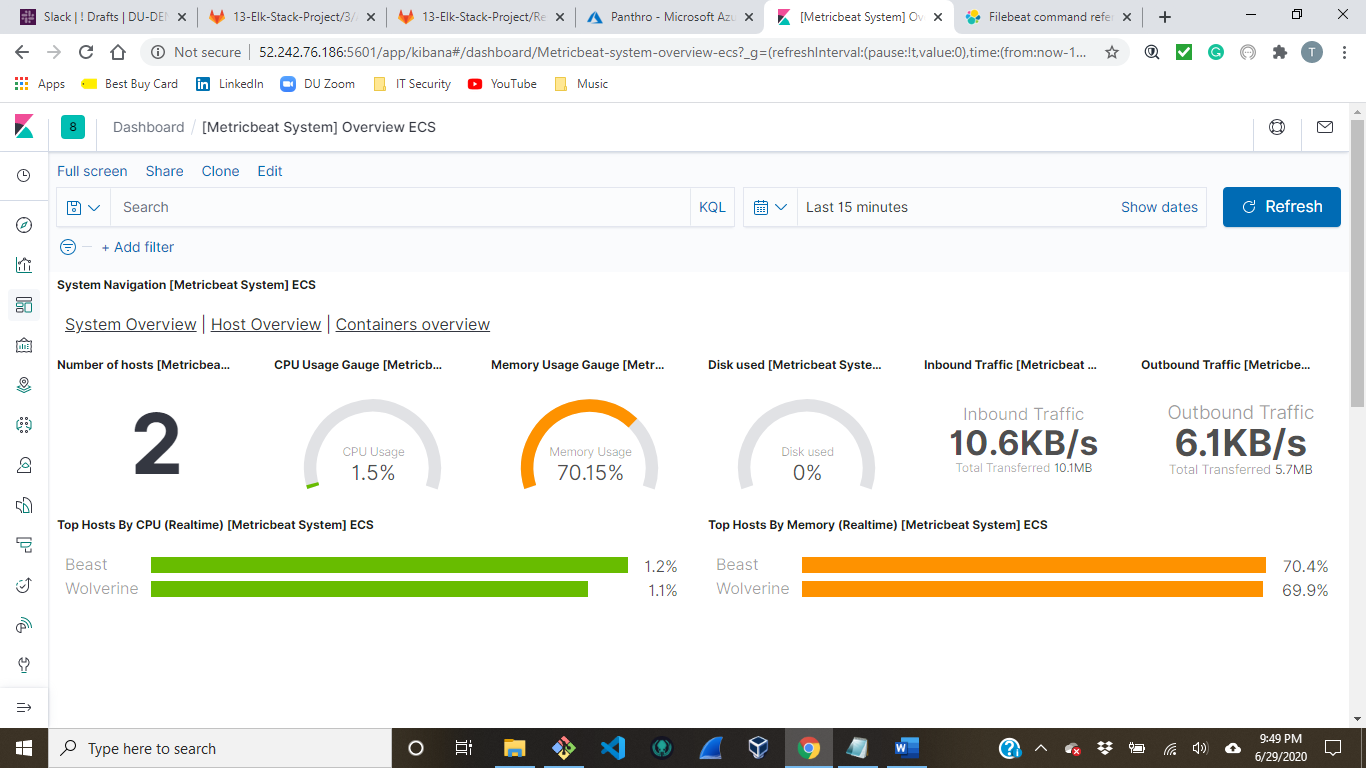 Slack | ! Drafts | DU-DEN
13-Elk-Stack-Project/3/
13-Elk-Stack-Project/Re
Panthro - Microsoft Azu
[Metricbeat System] Ov
Filebeat command refer
Not secure | 52.242.76.186:5601/app/kibana#/dashboard/Metricbeat-system-overview-ecs?_g=(refreshInterval:(pause:!t,value:0),time:(from:now-1...
T
Apps
Best Buy Card
LinkedIn
DU Zoom
IT Security
YouTube
Music
8
Dashboard / [Metricbeat System] Overview ECS
Full screen Share Clone Edit
Search
KQL
Last 15 minutes
Show dates
Refresh
+ Add filter
System Navigation [Metricbeat System] ECS
System Overview | Host Overview | Containers overview
Number of hosts [Metricbea...
CPU Usage Gauge [Metricb...
Memory Usage Gauge [Metr...
Disk used [Metricbeat Syste...
Inbound Traffic [Metricbeat ...
Outbound Traffic [Metricbe...
2
CPU Usage
1.5%
Memory Usage
70.15%
Disk used
0%
Inbound Traffic
10.6KB/s
Total Transferred 10.1MB
Outbound Traffic
6.1KB/s
Total Transferred 5.7MB
Top Hosts By CPU (Realtime) [Metricbeat System] ECS
Beast 1.2%
Wolverine 1.1%
Top Hosts By Memory (Realtime) [Metricbeat System] ECS
Beast 70.4%
Wolverine 69.9%
Type here to search
9:49 PM
6/29/2020